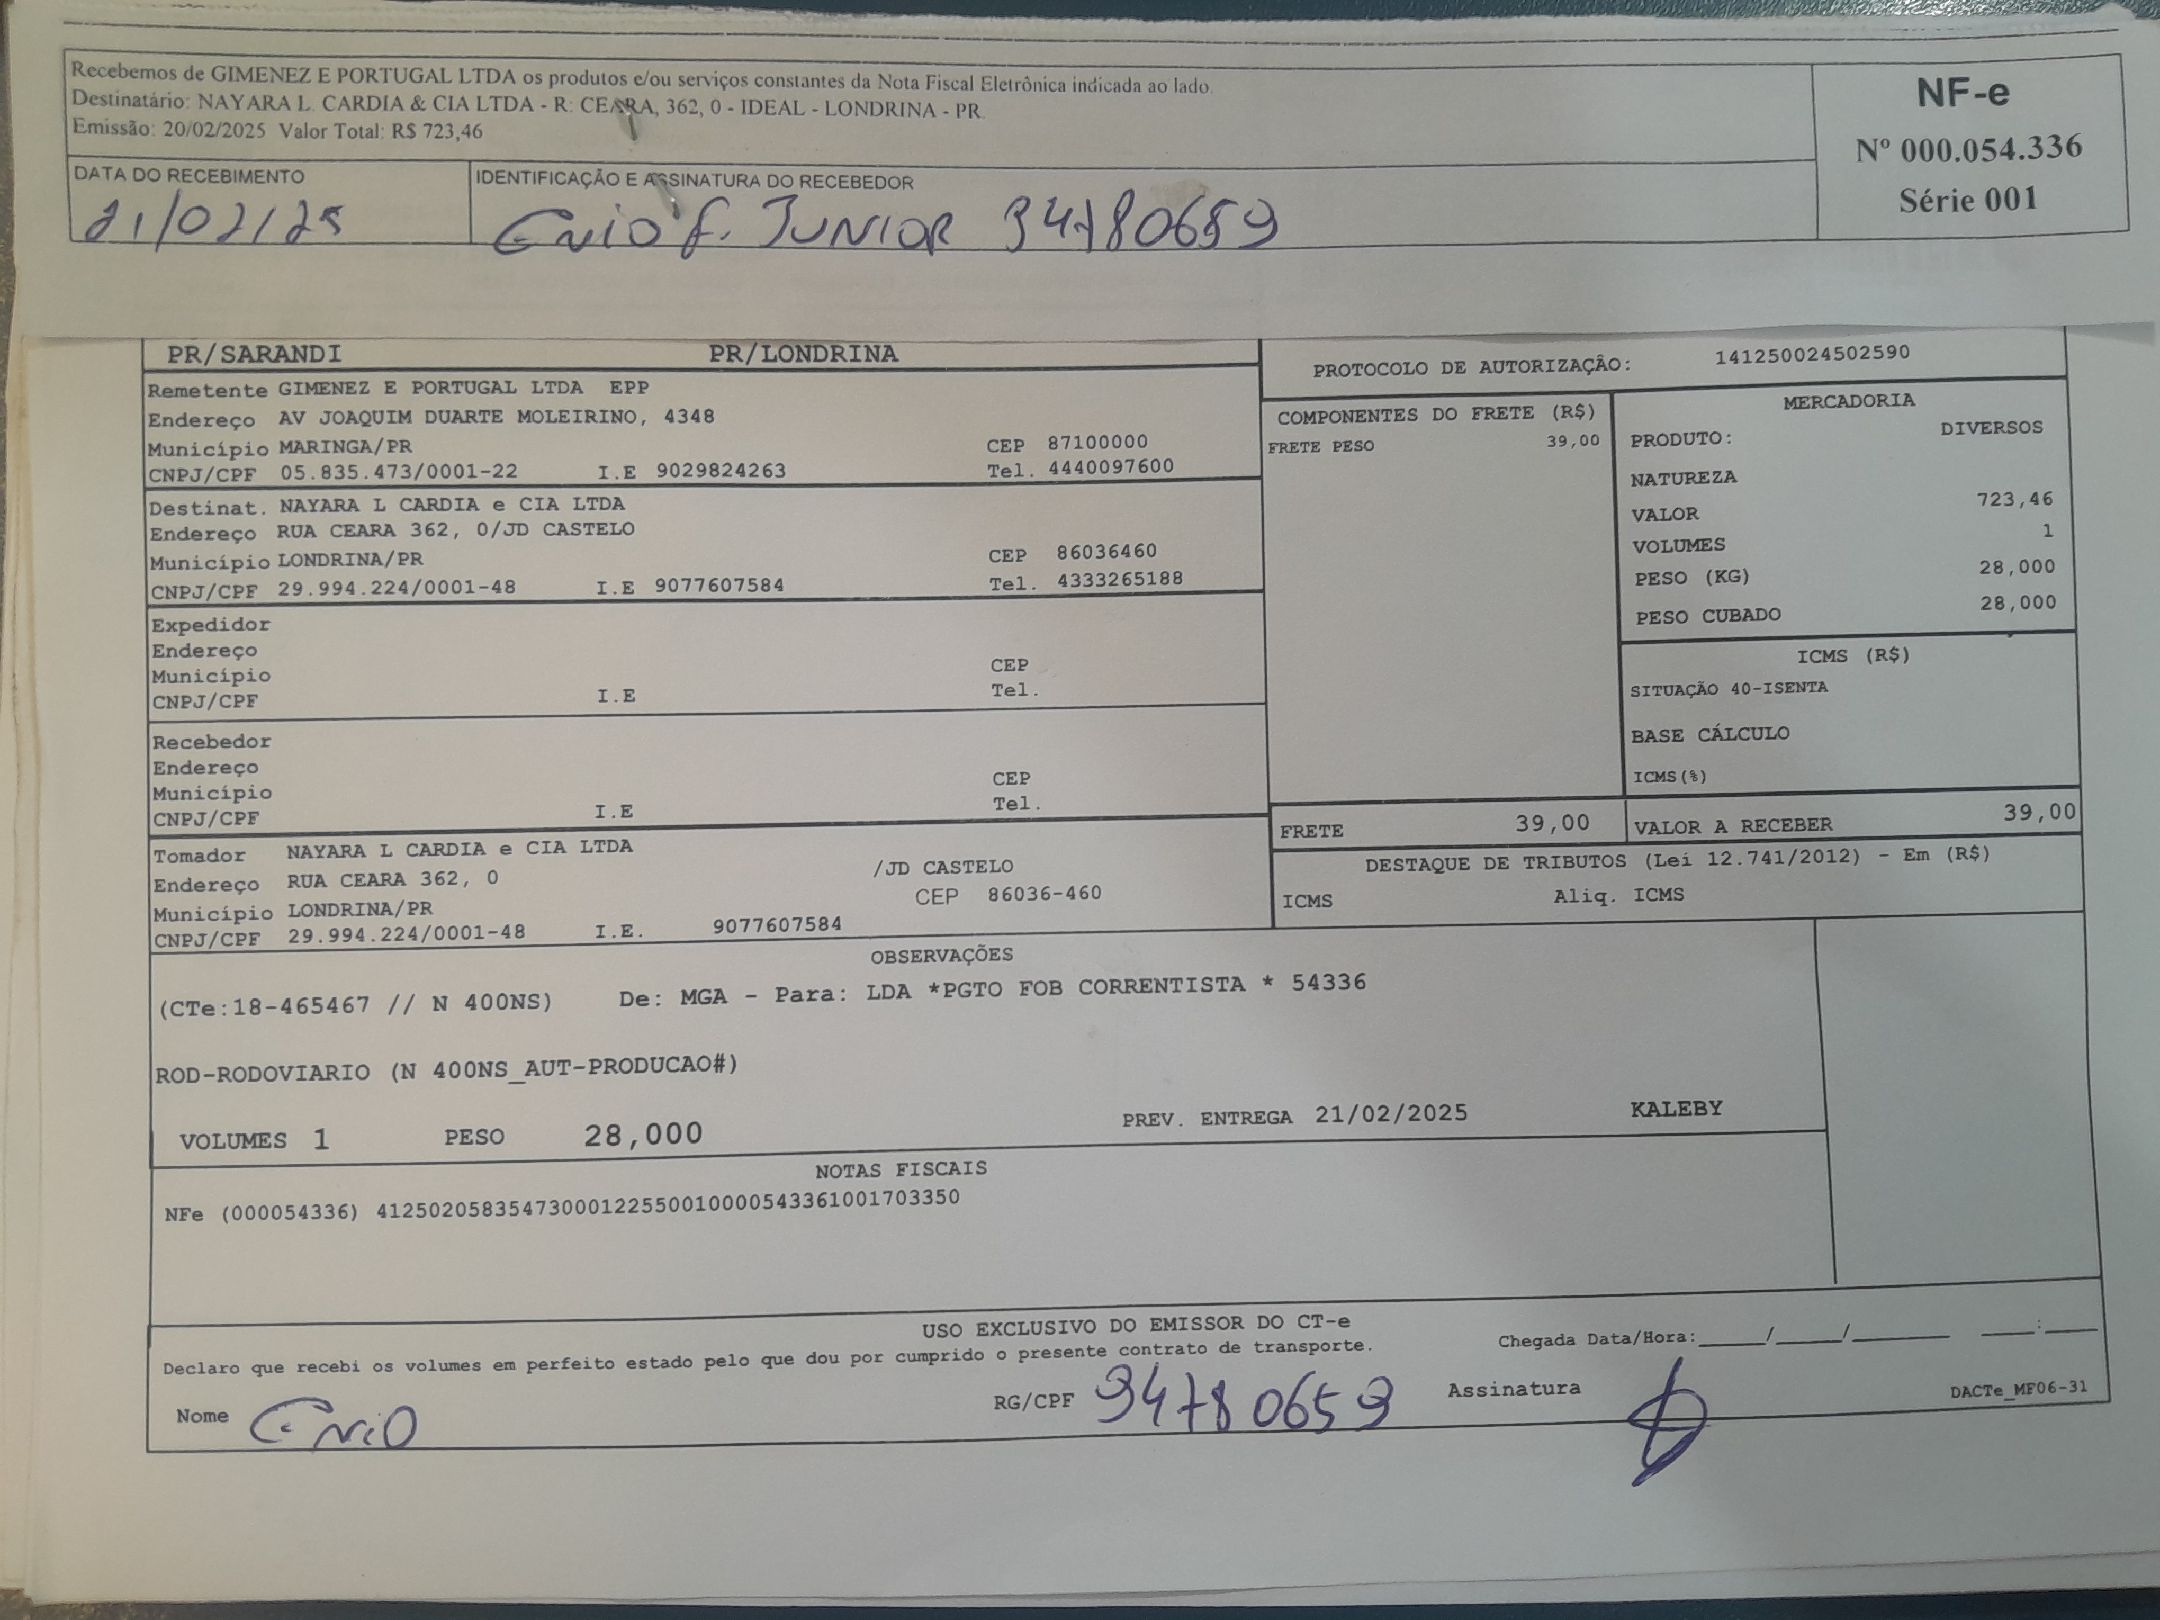 Recebemos de GIMENEZ E PORTUGAL LTDA os produtos e/ou serviços constantes da Nota Fiscal Eletrônica indicada ao lado.
Destinatário: NAYARA L. CARDIA & CIA LTDA - R: CEARA, 362, 0 - IDEAL - LONDRINA - PR.
Emissão: 20/02/2025 Valor Total: R$ 723,46
NF-e
Nº 000.054.336
Série 001
DATA DO RECEBIMENTO
21/02/25
IDENTIFICAÇÃO E ASSINATURA DO RECEBEDOR
Enio F. JUNIOR 34780659
PR/SARANDI PR/LONDRINA
PROTOCOLO DE AUTORIZAÇÃO: 141250024502590
Remetente GIMENEZ E PORTUGAL LTDA EPP
Endereço AV JOAQUIM DUARTE MOLEIRINO, 4348
Município MARINGA/PR CEP 87100000
CNPJ/CPF 05.835.473/0001-22 I.E 9029824263 Tel. 4440097600
Destinat. NAYARA L CARDIA e CIA LTDA
Endereço RUA CEARA 362, 0/JD CASTELO
Município LONDRINA/PR CEP 86036460
CNPJ/CPF 29.994.224/0001-48 I.E 9077607584 Tel. 4333265188
Expedidor
Endereço
Município CEP
CNPJ/CPF I.E Tel.
Recebedor
Endereço
Município CEP
CNPJ/CPF I.E Tel.
Tomador NAYARA L CARDIA e CIA LTDA
Endereço RUA CEARA 362, 0 /JD CASTELO
Município LONDRINA/PR CEP 86036-460
CNPJ/CPF 29.994.224/0001-48 I.E. 9077607584
COMPONENTES DO FRETE (R$)
FRETE PESO 39,00
MERCADORIA
PRODUTO: DIVERSOS
NATUREZA
VALOR 723,46
VOLUMES 1
PESO (KG) 28,000
PESO CUBADO 28,000
ICMS (R$)
SITUAÇÃO 40-ISENTA
BASE CÁLCULO
ICMS(%)
FRETE 39,00 VALOR A RECEBER 39,00
DESTAQUE DE TRIBUTOS (Lei 12.741/2012) - Em (R$)
ICMS Aliq. ICMS
OBSERVAÇÕES
(CTe:18-465467 // N 400NS) De: MGA - Para: LDA *PGTO FOB CORRENTISTA * 54336
ROD-RODOVIARIO (N 400NS_AUT-PRODUCAO#)
VOLUMES 1 PESO 28,000 PREV. ENTREGA 21/02/2025 KALEBY
NOTAS FISCAIS
NFe (000054336) 41250205835473000122550010000543361001703350
USO EXCLUSIVO DO EMISSOR DO CT-e
Declaro que recebi os volumes em perfeito estado pelo que dou por cumprido o presente contrato de transporte.
Chegada Data/Hora:_____/_____/_______ ____:____
Nome Enio RG/CPF 34780659 Assinatura
DACTe_MF06-31